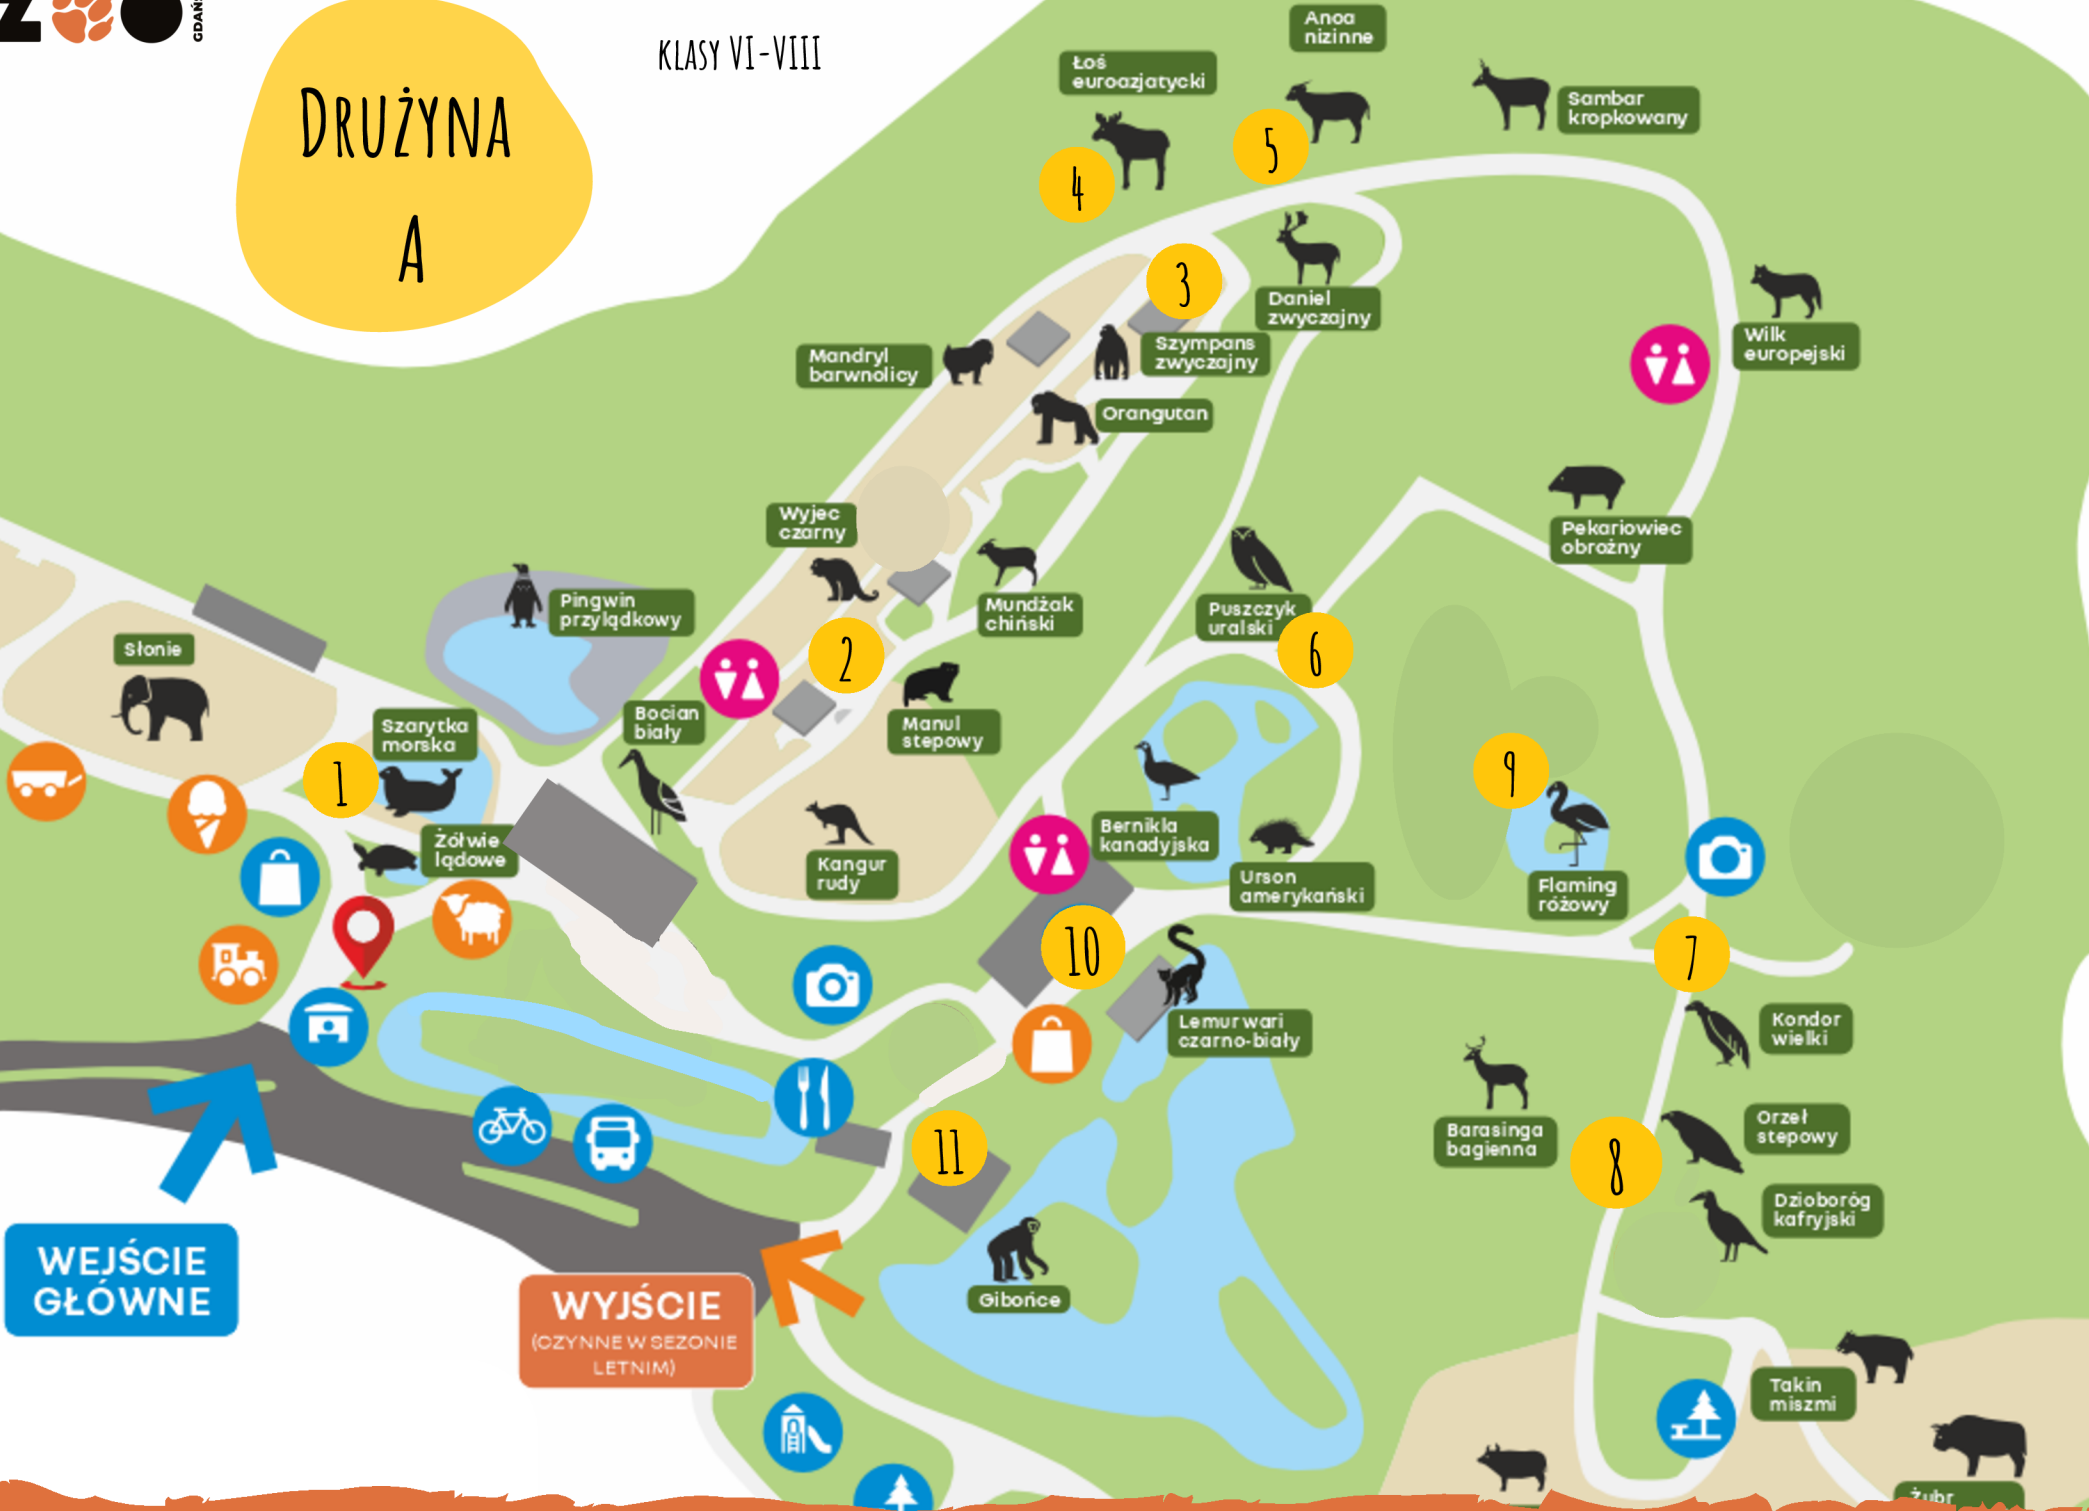 ZOO
GDAŃ
DRUŻYNA
A
KLASY VI-VIII
Anoa
nizinne
Łoś
euroazjatycki
Sambar
kropkowany
5
4
3
Daniel
zwyczajny
Wilk
europejski
Mandryl
barwnolicy
Szympans
zwyczajny
Orangutan
Wyjec
czarny
Pekariowiec
obrożny
Pingwin
przylądkowy
Mundżak
chiński
Puszczyk
uralski
6
Słonie
2
Bocian
biały
Manul
stepowy
Szarytka
morska
1
9
Żółwie
lądowe
Kangur
rudy
Bernikla
kanadyjska
Urson
amerykański
Flaming
różowy
10
7
Lemur wari
czarno-biały
Kondor
wielki
11
Barasinga
bagienna
8
Orzeł
stepowy
Dzioboróg
kafryjski
WEJŚCIE
GŁÓWNE
WYJŚCIE
(CZYNNE W SEZONIE
LETNIM)
Gibońce
Takin
miszmi
Żubr